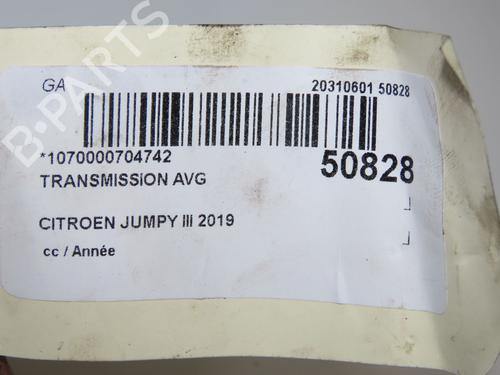 B-PARTS
GA
20310601 50828
*1070000704742
50828
TRANSMISSiON AVG
CITROEN JUMPY III 2019
cc / Année